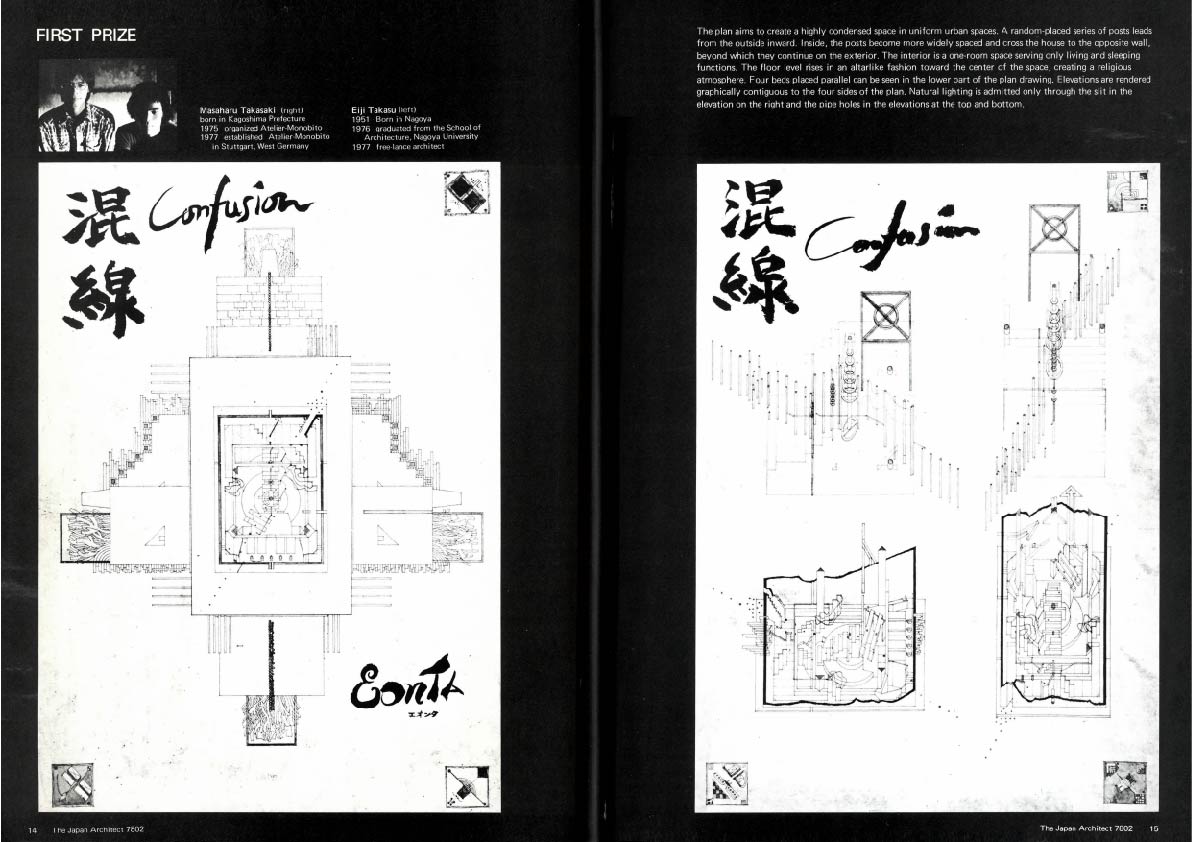 FIRST PRIZE
Masaharu Takasaki (right)
born in Kagoshima Prefecture
1975 organized Atelier-Monobito
1977 established Atelier-Monobito
in Stuttgart, West Germany
Eiji Takasu (left)
1951 Born in Nagoya
1976 graduated from the School of
Architecture, Nagoya University
1977 free-lance architect
混線
Confusion
EonTA
エオンタ
14 The Japan Architect 7802
The plan aims to create a highly condensed space in uniform urban spaces. A random-placed series of posts leads
from the outside inward. Inside, the posts become more widely spaced and cross the house to the opposite wall,
beyond which they continue on the exterior. The interior is a one-room space serving only living and sleeping
functions. The floor level rises in an altarlike fashion toward the center of the space, creating a religious
atmosphere. Four beds placed parallel can be seen in the lower part of the plan drawing. Elevations are rendered
graphically contiguous to the four sides of the plan. Natural lighting is admitted only through the slit in the
elevation on the right and the pipe holes in the elevations at the top and bottom.
混線
Confusion
The Japan Architect 7802 15